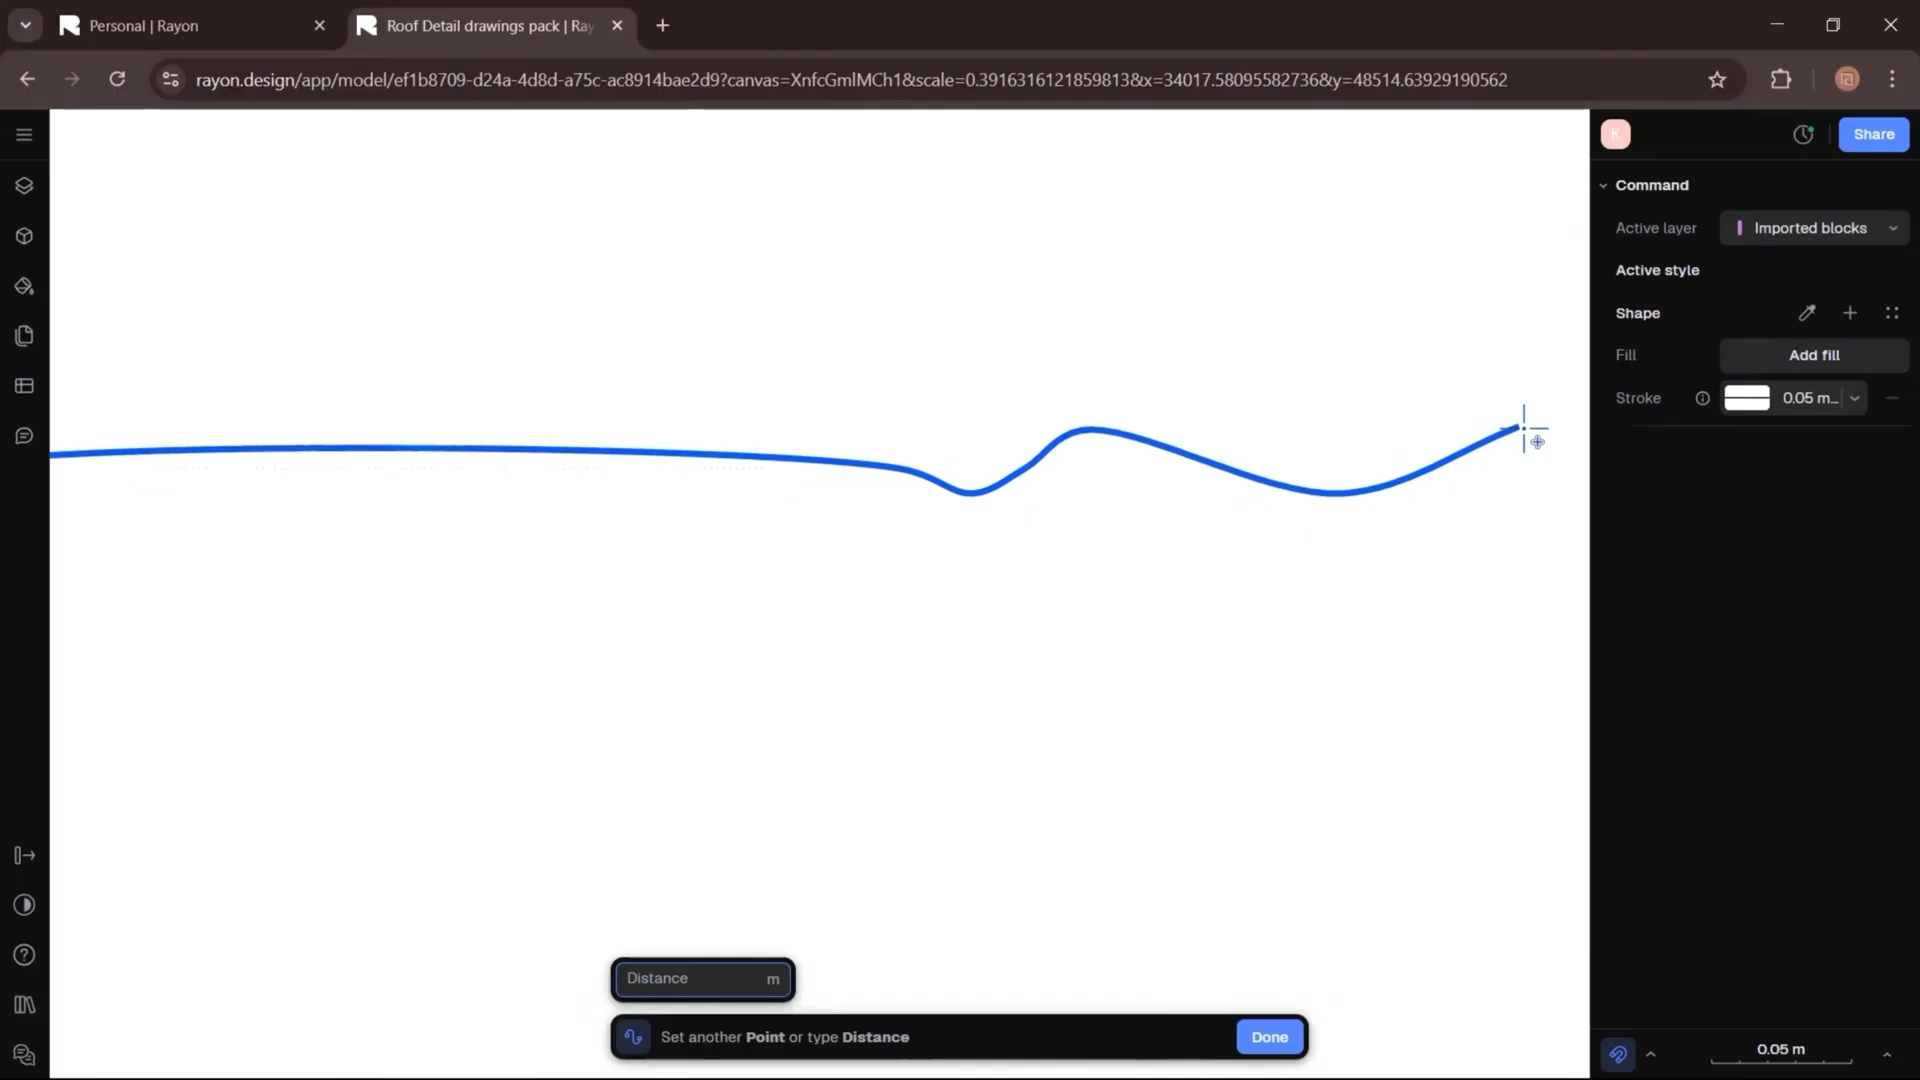 Personal | Rayon
Roof Detail drawings pack | Ray
rayon.design/app/model/ef1b8709-d24a-4d8d-a75c-ac8914bae2d9?canvas=XnfcGmlMCh1&scale=0.3916316121859813&x=34017.58095582736&y=48514.63929190562
K
Share
Command
Active layer
Imported blocks
Active style
Shape
Fill
Add fill
Stroke
0.05 m...
Distance
m
Set another Point or type Distance
Done
0.05 m